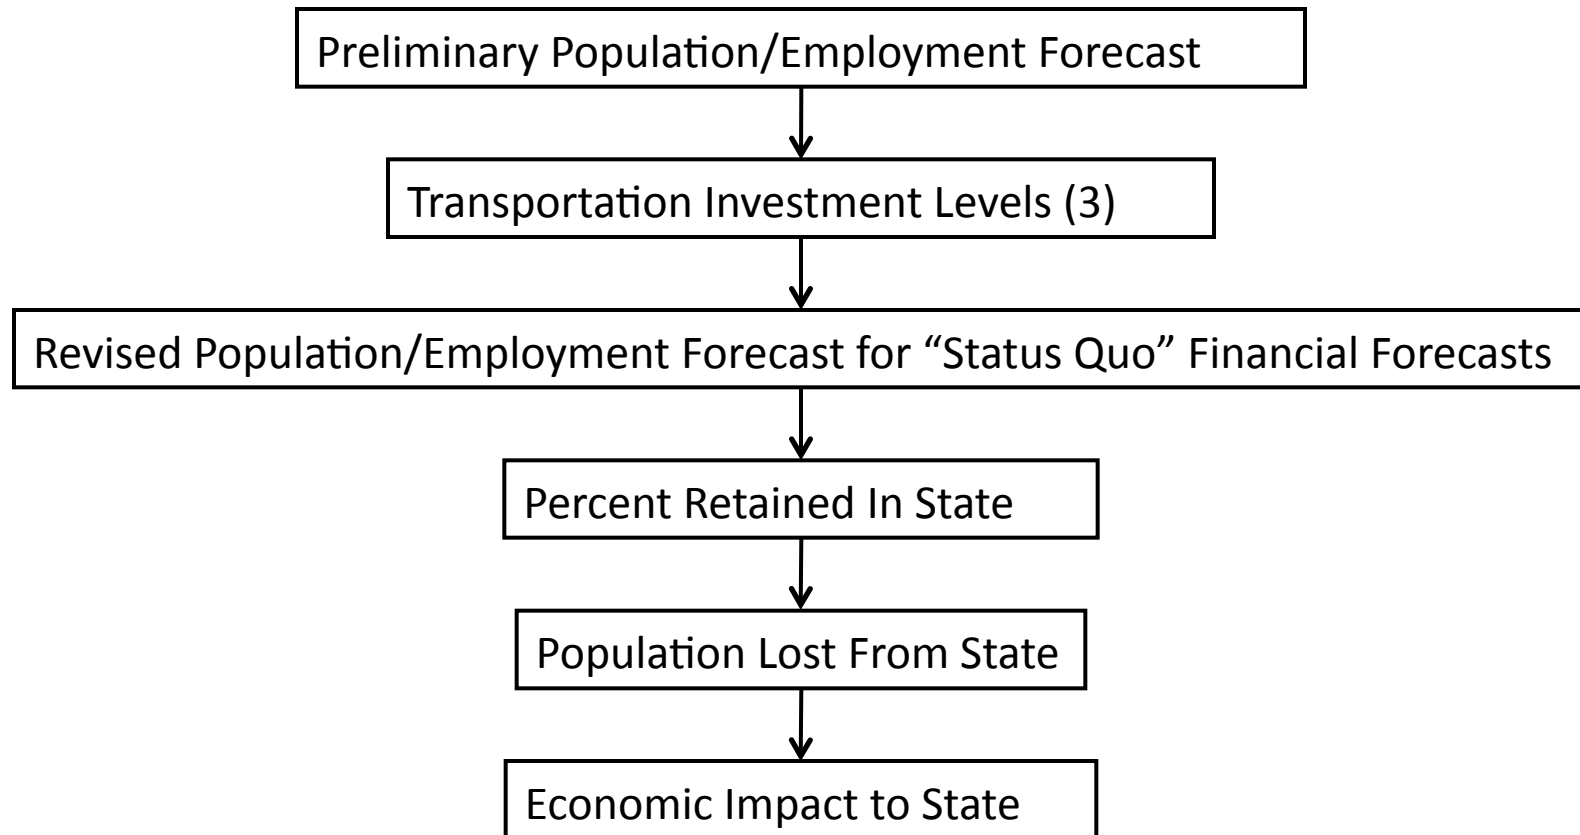 Preliminary Population/Employment Forecast
Transportation Investment Levels (3)
Revised Population/Employment Forecast for “Status Quo” Financial Forecasts
Percent Retained In State
Population Lost From State
Economic Impact to State